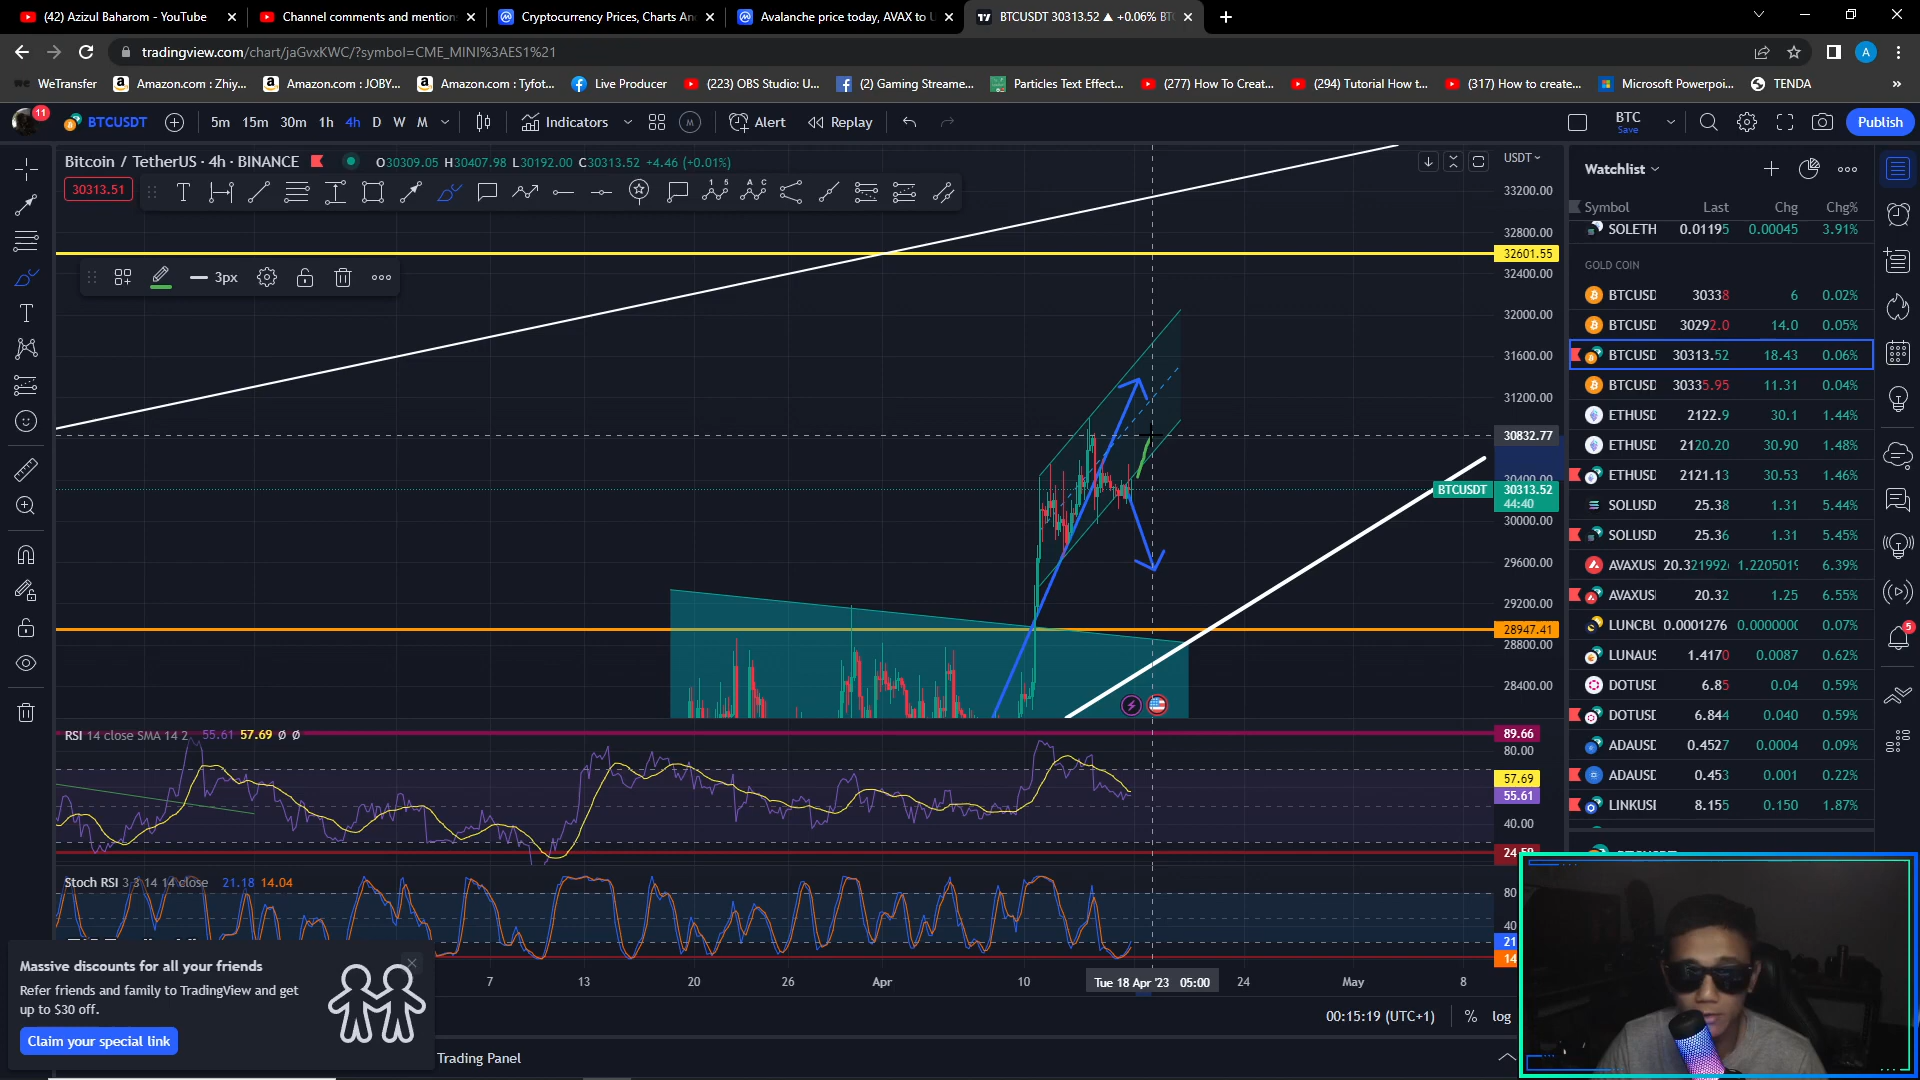 (42) Azizul Baharom - YouTube
Channel comments and mention
Cryptocurrency Prices, Charts An
Avalanche price today, AVAX to U
BTCUSDT 30313.52 ▲ +0.06% BT
tradingview.com/chart/jaGvxKWC/?symbol=CME_MINI%3AES1%21
A
WeTransfer
Amazon.com : Zhiy...
Amazon.com : JOBY...
Amazon.com : Tyfot...
Live Producer
(223) OBS Studio: U...
(2) Gaming Streame...
Particles Text Effect...
(277) How To Creat...
(294) Tutorial How t...
(317) How to create...
Microsoft Powerpoi...
TENDA
»
11
BTCUSDT
5m 15m 30m 1h 4h D W M
Indicators
M
Alert
Replay
BTC
Save
Publish
Bitcoin / TetherUS · 4h · BINANCE
O30309.05 H30407.98 L30192.00 C30313.52 +4.46 (+0.01%)
30313.51
3px
USDT
33200.00
32800.00
32601.55
32400.00
32000.00
31600.00
31200.00
30832.77
30400.00
BTCUSDT
30313.52
44:40
30000.00
29600.00
29200.00
28947.41
28800.00
28400.00
RSI 14 close SMA 14 2 55.61 57.69 Ø Ø
89.66
80.00
57.69
55.61
40.00
24.59
Stoch RSI 3 3 14 14 close 21.18 14.04
80
40
21
14
7 13 20 26 Apr 10 Tue 18 Apr '23 05:00 24 May 8
00:15:19 (UTC+1)
%
log
Trading Panel
Massive discounts for all your friends
Refer friends and family to TradingView and get
up to $30 off.
Claim your special link
Watchlist
Symbol Last Chg Chg%
SOLETH 0.01195 0.00045 3.91%
GOLD COIN
BTCUSD 30338 6 0.02%
BTCUSD 30292.0 14.0 0.05%
BTCUSD 30313.52 18.43 0.06%
BTCUSD 30335.95 11.31 0.04%
ETHUSD 2122.9 30.1 1.44%
ETHUSD 2120.20 30.90 1.48%
ETHUSD 2121.13 30.53 1.46%
SOLUSD 25.38 1.31 5.44%
SOLUSD 25.36 1.31 5.45%
AVAXUSI 20.321992 1.2205019 6.39%
AVAXUSI 20.32 1.25 6.55%
LUNCBU 0.0001276 0.0000000 0.07%
LUNAUS 1.4170 0.0087 0.62%
DOTUSD 6.85 0.04 0.59%
DOTUSD 6.844 0.040 0.59%
ADAUSD 0.4527 0.0004 0.09%
ADAUSD 0.453 0.001 0.22%
LINKUSI 8.155 0.150 1.87%
5